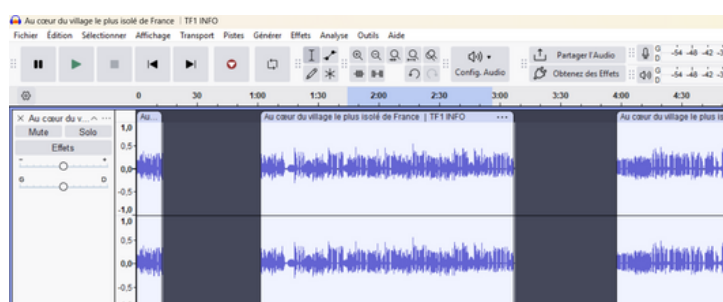 Au cœur du village le plus isolé de France | TF1 INFO
Fichier Édition Sélectionner Affichage Transport Pistes Générer Effets Analyse Outils Aide
Config. Audio
Partager l'Audio
Obtenez des Effets
G
D
-54 -48 -42
G
D
-54 -48 -42
0 30 1:00 1:30 2:00 2:30 3:00 3:30 4:00 4:30
Au cœur du v... ...
Mute Solo
Effets
- +
G D
1,0
0,5
0,0
-0,5
-1,0
1,0
0,5
0,0
-0,5
Au...
Au cœur du village le plus isolé de France | TF1 INFO ...
Au cœur du village le plus is